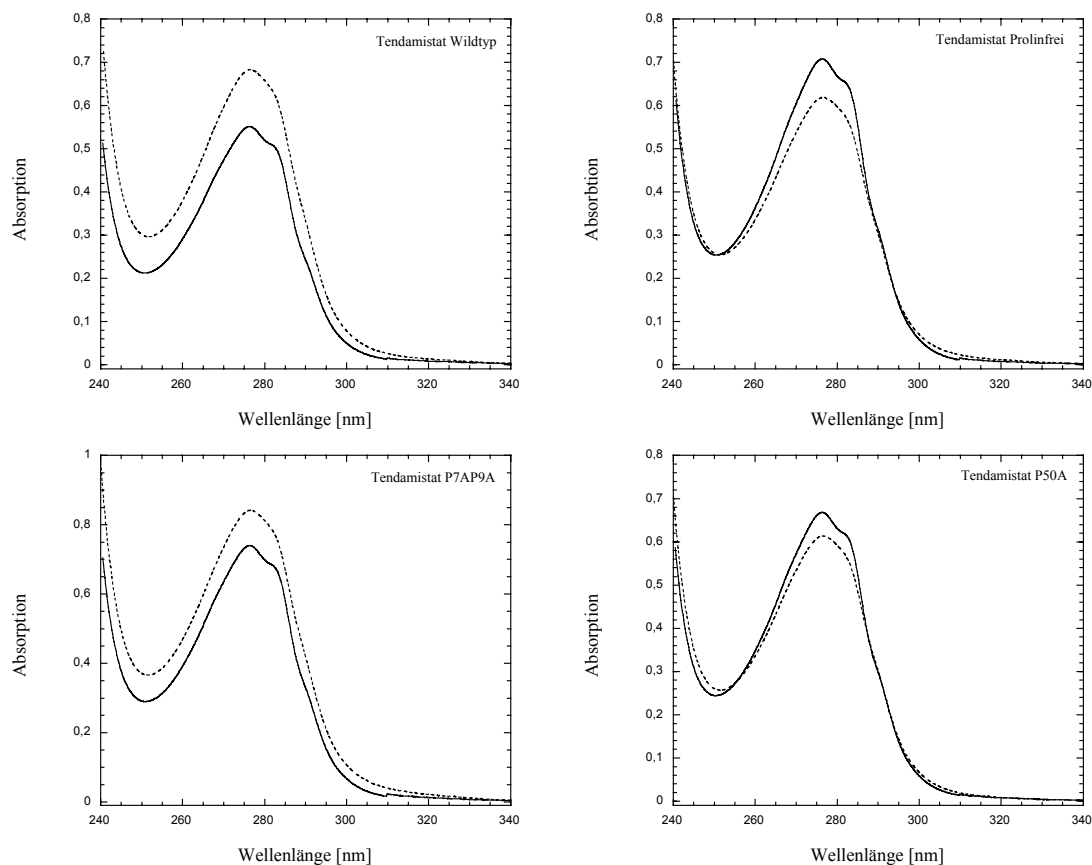 0,8
0,7
0,6
0,5
0,4
0,3
0,2
0,1
0
Absorption
Tendamistat Wildtyp
240 260 280 300 320 340
Wellenlänge [nm]
0,8
0,7
0,6
0,5
0,4
0,3
0,2
0,1
0
Absorbtion
Tendamistat Prolinfrei
240 260 280 300 320 340
Wellenlänge [nm]
1
0,8
0,6
0,4
0,2
0
Absorption
Tendamistat P7AP9A
240 260 280 300 320 340
Wellenlänge [nm]
0,8
0,7
0,6
0,5
0,4
0,3
0,2
0,1
0
Absorption
Tendamistat P50A
240 260 280 300 320 340
Wellenlänge [nm]